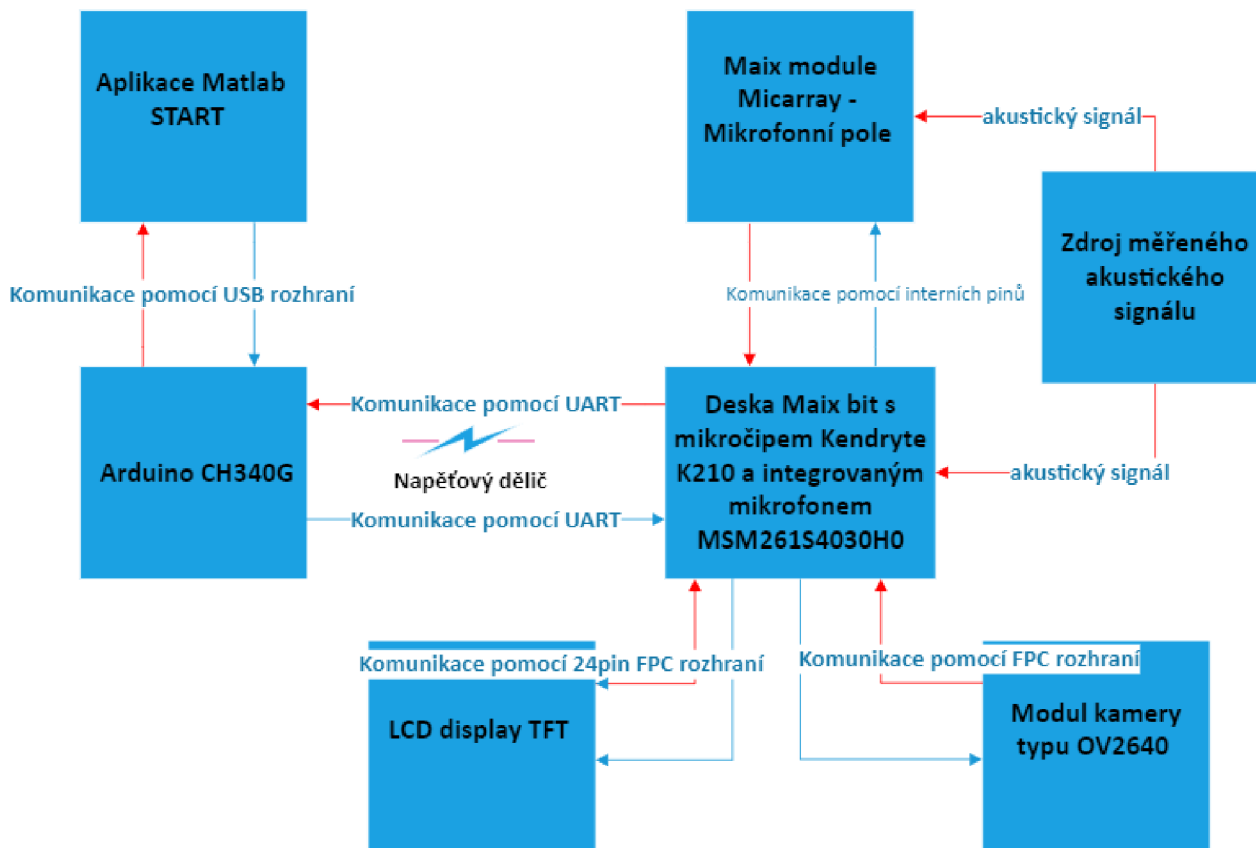 Aplikace Matlab
START
Maix module
Micarray -
Mikrofonní pole
akustický signál
Zdroj měřeného
akustického
signálu
Komunikace pomocí USB rozhraní
Komunikace pomocí interních pinů
Arduino CH340G
Komunikace pomocí UART
Napěťový dělič
Komunikace pomocí UART
Deska Maix bit s
mikročipem Kendryte
K210 a integrovaným
mikrofonem
MSM261S4030H0
akustický signál
Komunikace pomocí 24pin FPC rozhraní
LCD display TFT
Komunikace pomocí FPC rozhraní
Modul kamery
typu OV2640